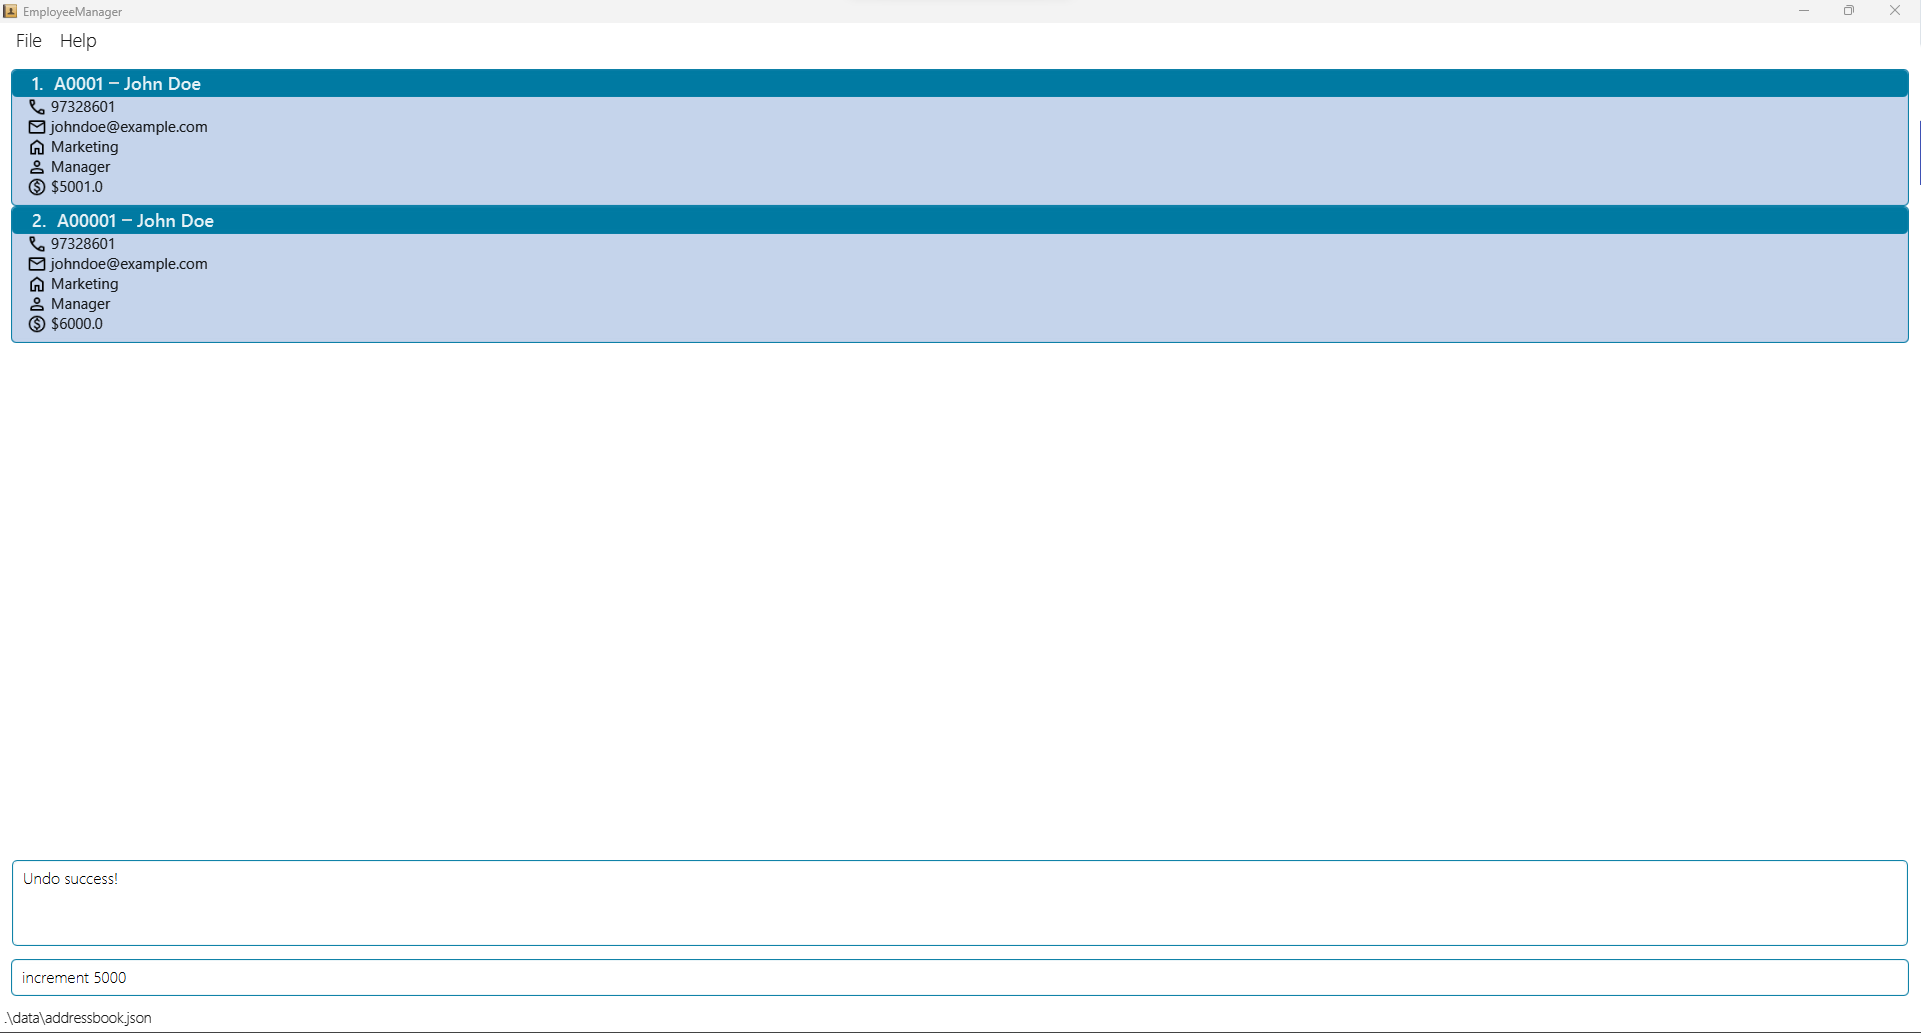 EmployeeManager
File Help
1. A0001 – John Doe
97328601
johndoe@example.com
Marketing
Manager
$5001.0
2. A00001 – John Doe
97328601
johndoe@example.com
Marketing
Manager
$6000.0
Undo success!
increment 5000
.\data\addressbook.json